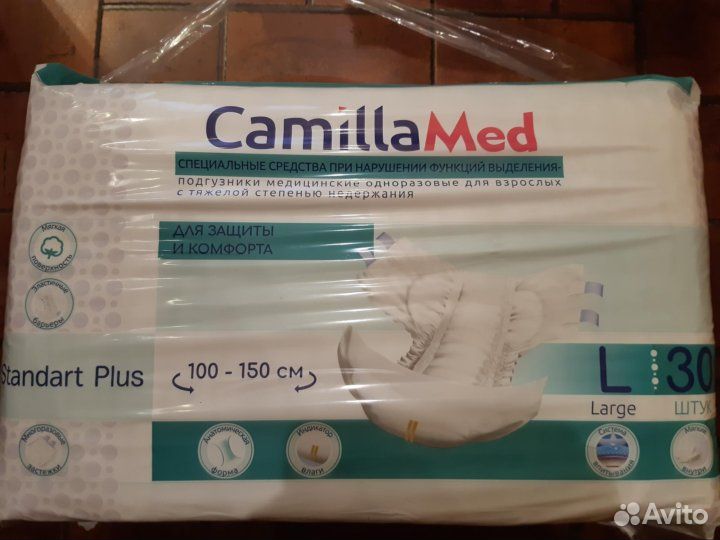 CamillaMed
СПЕЦИАЛЬНЫЕ СРЕДСТВА ПРИ НАРУШЕНИИ ФУНКЦИЙ ВЫДЕЛЕНИЯ-
ПОДГУЗНИКИ МЕДИЦИНСКИЕ ОДНОРАЗОВЫЕ ДЛЯ ВЗРОСЛЫХ
С ТЯЖЕЛОЙ СТЕПЕНЬЮ НЕДЕРЖАНИЯ
ДЛЯ ЗАЩИТЫ
И КОМФОРТА
Мягкая
поверхность
Эластичные
барьеры
Standart Plus
100 - 150 см
L
Large
30
ШТУК
Многоразовые
застежки
Анатомическая
форма
Индикатор
влаги
Система
впитывания
Мягкий
внутри
Avito